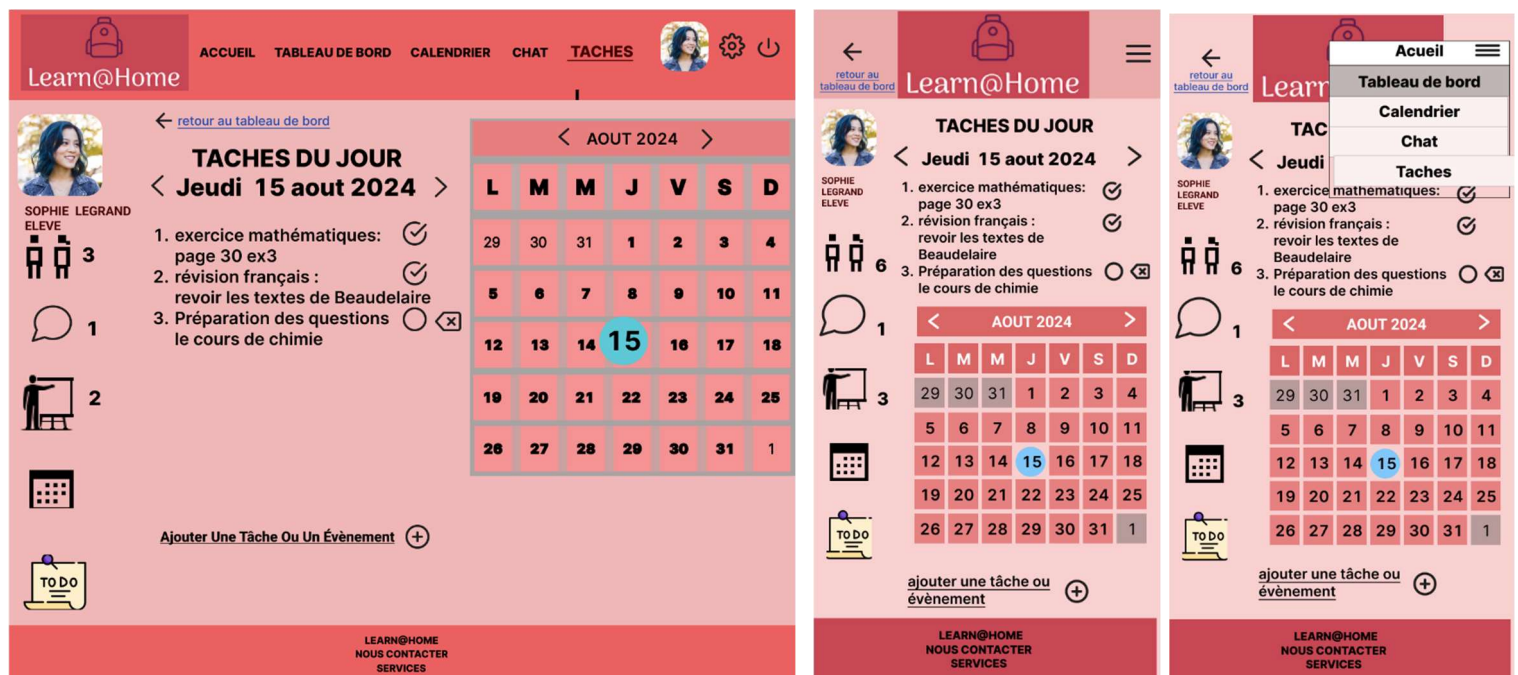 Learn@Home
ACCUEIL TABLEAU DE BORD CALENDRIER CHAT TACHES
retour au tableau de bord
TACHES DU JOUR
Jeudi 15 aout 2024
SOPHIE LEGRAND
ELEVE
3
1
2
TO DO
1. exercice mathématiques:
page 30 ex3
2. révision français :
revoir les textes de Beaudelaire
3. Préparation des questions
le cours de chimie
Ajouter Une Tâche Ou Un Évènement
AOUT 2024
L M M J V S D
29 30 31 1 2 3 4
5 6 7 8 9 10 11
12 13 14 15 16 17 18
19 20 21 22 23 24 25
26 27 28 29 30 31 1
LEARN@HOME
NOUS CONTACTER
SERVICES
retour au
tableau de bord
Learn@Home
TACHES DU JOUR
Jeudi 15 aout 2024
SOPHIE
LEGRAND
ELEVE
6
1
3
TO DO
1. exercice mathématiques:
page 30 ex3
2. révision français :
revoir les textes de
Beaudelaire
3. Préparation des questions
le cours de chimie
AOUT 2024
L M M J V S D
29 30 31 1 2 3 4
5 6 7 8 9 10 11
12 13 14 15 16 17 18
19 20 21 22 23 24 25
26 27 28 29 30 31 1
ajouter une tâche ou
évènement
LEARN@HOME
NOUS CONTACTER
SERVICES
retour au
tableau de bord
Learn
Acueil
Tableau de bord
Calendrier
Chat
Taches
TAC
Jeudi
SOPHIE
LEGRAND
ELEVE
6
1
3
TO DO
1. exercice mathématiques:
page 30 ex3
2. révision français :
revoir les textes de
Beaudelaire
3. Préparation des questions
le cours de chimie
AOUT 2024
L M M J V S D
29 30 31 1 2 3 4
5 6 7 8 9 10 11
12 13 14 15 16 17 18
19 20 21 22 23 24 25
26 27 28 29 30 31 1
ajouter une tâche ou
évènement
LEARN@HOME
NOUS CONTACTER
SERVICES